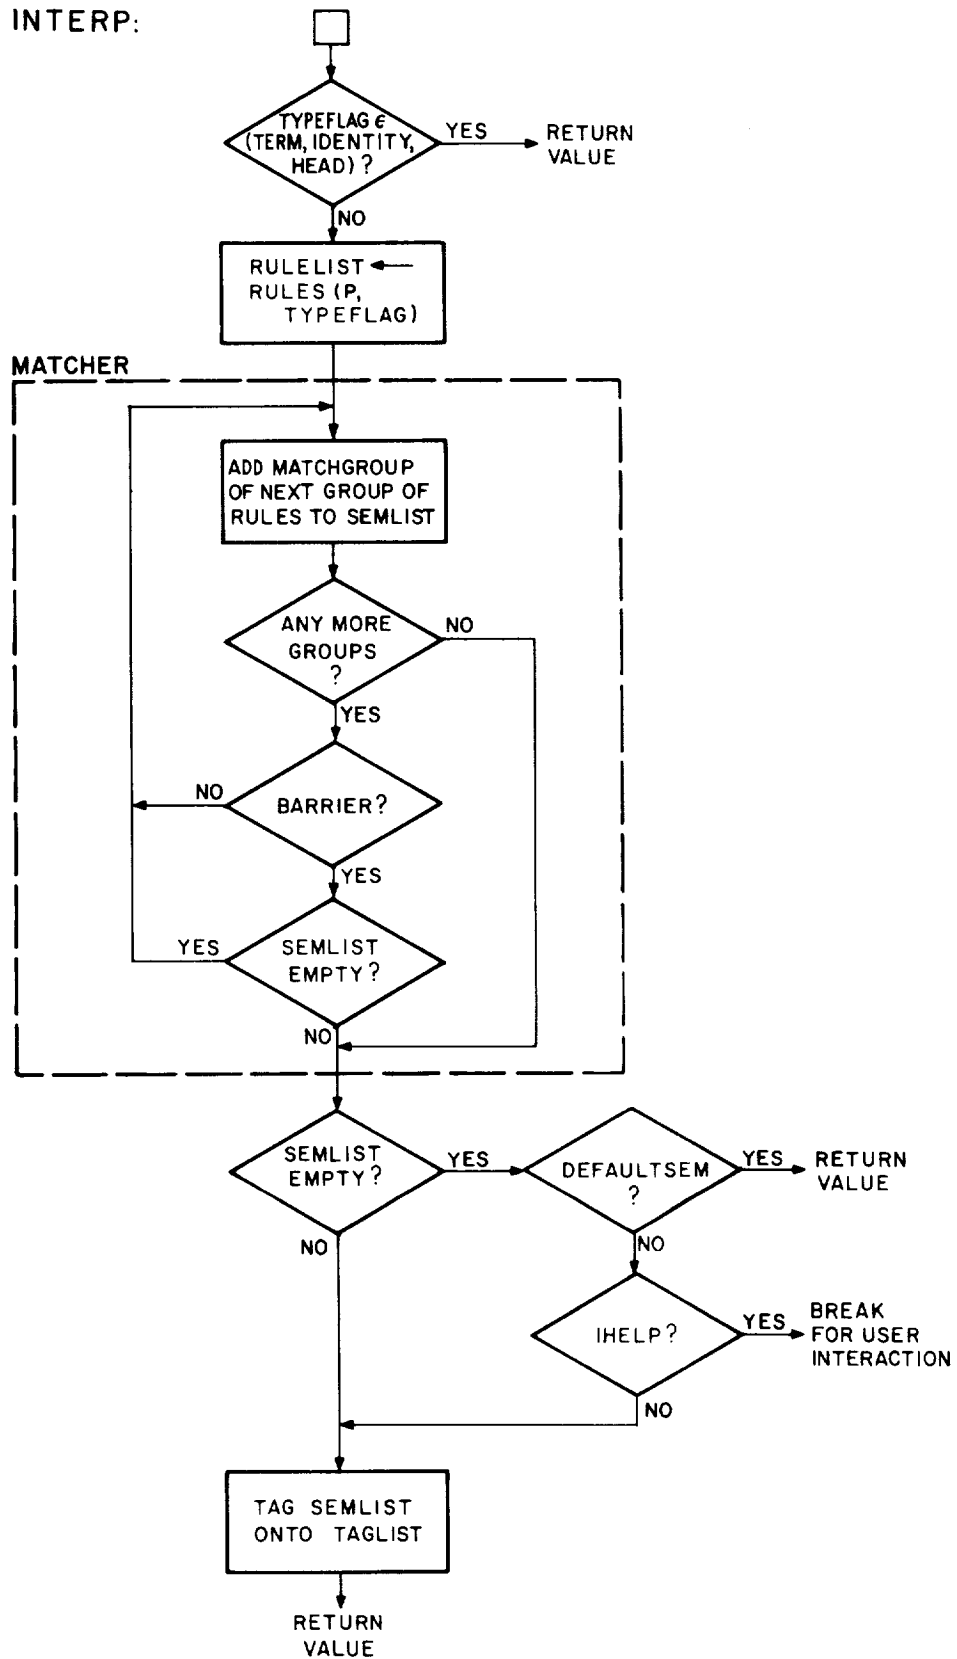 INTERP:
TYPEFLAG ϵ
(TERM, IDENTITY,
HEAD) ?
YES
RETURN
VALUE
NO
RULELIST ←
RULES (P,
TYPEFLAG)
MATCHER
ADD MATCHGROUP
OF NEXT GROUP OF
RULES TO SEMLIST
ANY MORE
GROUPS
?
NO
YES
BARRIER?
NO
YES
SEMLIST
EMPTY?
YES
NO
SEMLIST
EMPTY?
YES
DEFAULTSEM
?
YES
RETURN
VALUE
NO
NO
IHELP?
YES
BREAK
FOR USER
INTERACTION
NO
TAG SEMLIST
ONTO TAGLIST
RETURN
VALUE